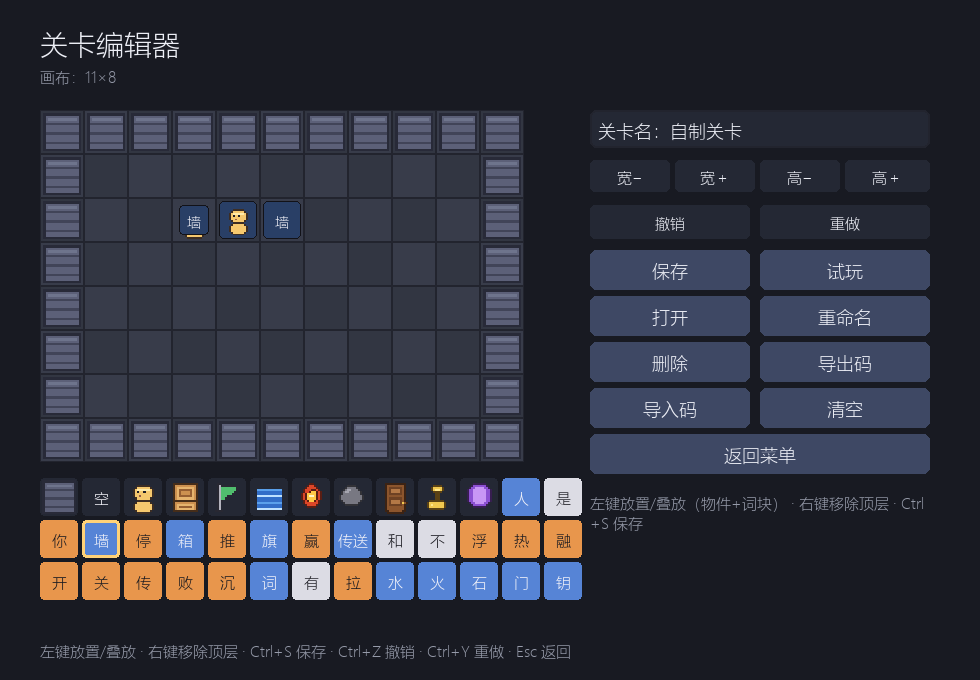 关卡编辑器
画布: 11×8
关卡名: 自制关卡
宽− 宽+ 高− 高+
撤销 重做
墙 墙
保存 试玩
打开 重命名
删除 导出码
导入码 清空
返回菜单
空 人 是
左键放置/叠放（物件+词块）· 右键移除顶层 · Ctrl
+S 保存
你 墙 停 箱 推 旗 赢 传送 和 不 浮 热 融
开 关 传 败 沉 词 有 拉 水 火 石 门 钥
左键放置/叠放 · 右键移除顶层 · Ctrl+S 保存 · Ctrl+Z 撤销 · Ctrl+Y 重做 · Esc 返回